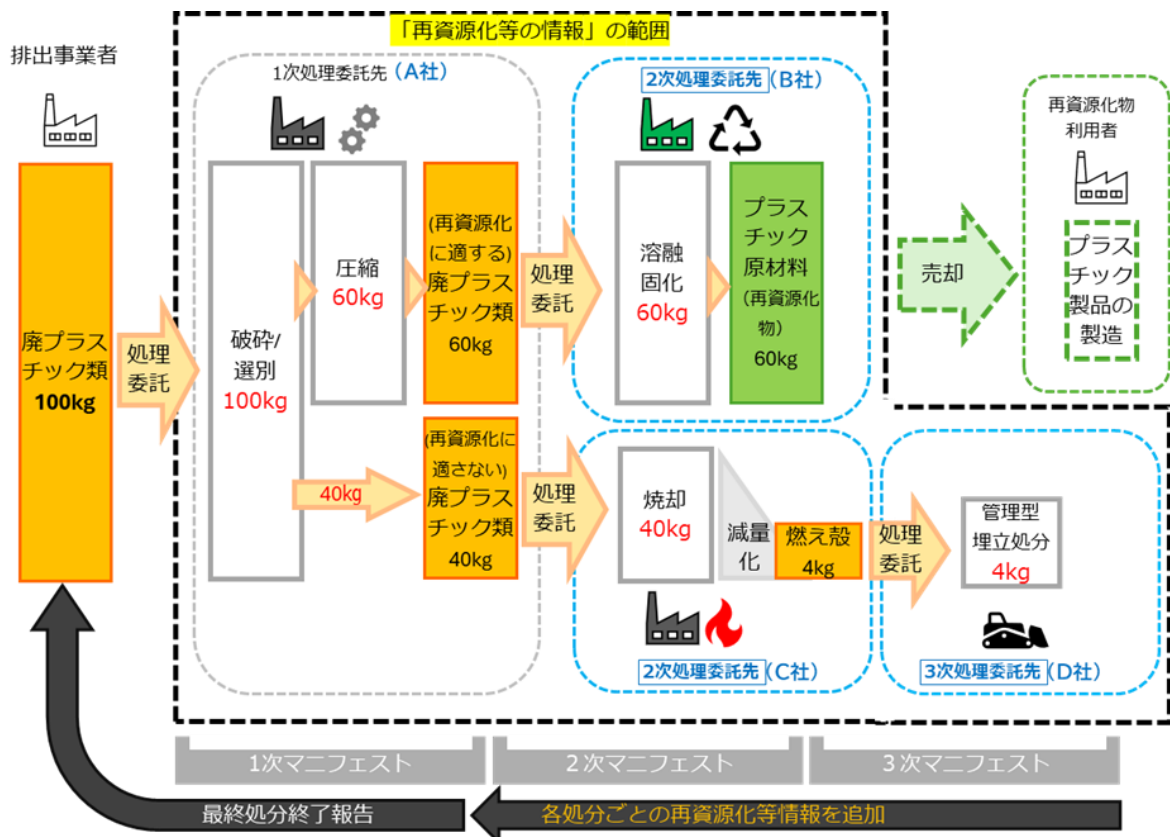 「再資源化等の情報」の範囲
排出事業者
廃プラス
チック類
100kg
処理
委託
1次処理委託先（A社）
破砕/
選別
100kg
圧縮
60kg
(再資源化
に適する)
廃プラス
チック類
60kg
40kg
(再資源化に
適さない)
廃プラス
チック類
40kg
処理
委託
2次処理委託先（B社）
溶融
固化
60kg
プラス
チック
原材料
（再資源化
物）
60kg
売却
再資源化物
利用者
プラス
チック
製品の
製造
処理
委託
焼却
40kg
減量
化
燃え殻
4kg
2次処理委託先（C社）
処理
委託
管理型
埋立処分
4kg
3次処理委託先（D社）
1次マニフェスト
２次マニフェスト
３次マニフェスト
最終処分終了報告
各処分ごとの再資源化等情報を追加